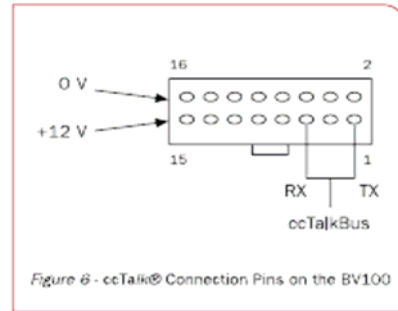 16 2
0 V
+12 V
15 1
RX TX
ccTalkBus
Figure 6 - ccTalk® Connection Pins on the BV100